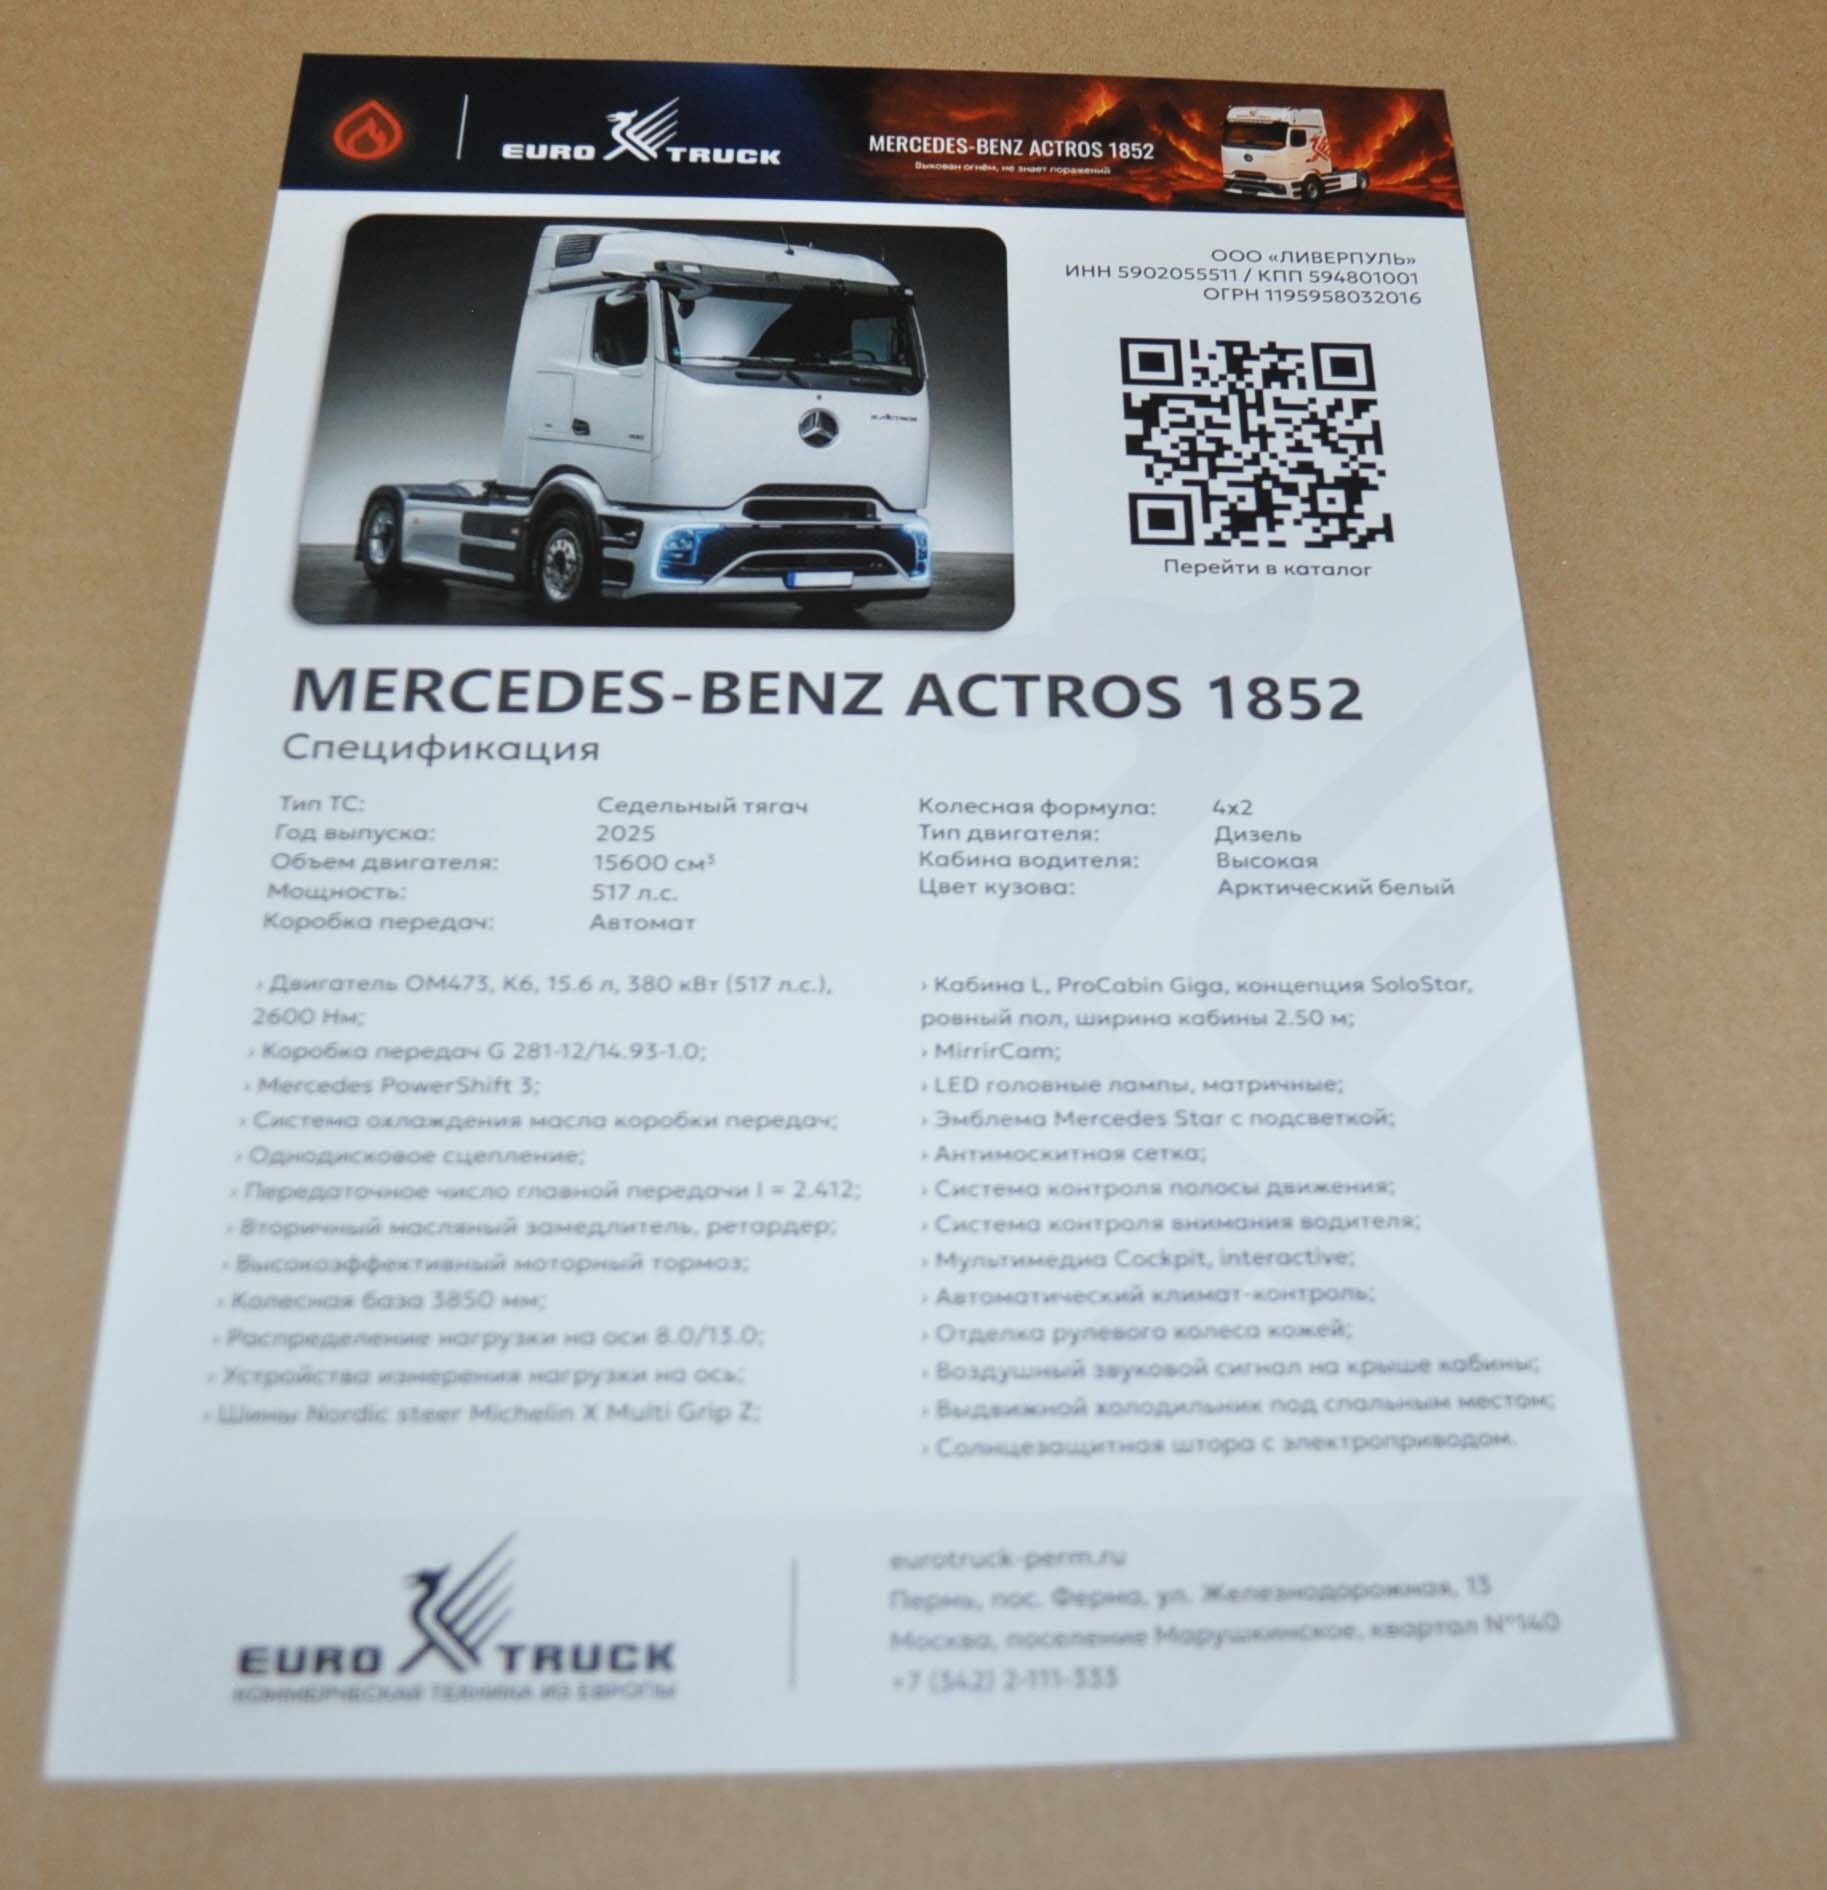 EURO TRUCK
MERCEDES-BENZ ACTROS 1852
Выкован огнём, не знает поражений
ООО «ЛИВЕРПУЛЬ»
ИНН 5902055511 / КПП 594801001
ОГРН 1195958032016
Перейти в каталог
MERCEDES-BENZ ACTROS 1852
Спецификация
Тип ТС: Седельный тягач
Год выпуска: 2025
Объем двигателя: 15600 см³
Мощность: 517 л.с.
Коробка передач: Автомат
Колесная формула: 4x2
Тип двигателя: Дизель
Кабина водителя: Высокая
Цвет кузова: Арктический белый
› Двигатель OM473, К6, 15.6 л, 380 кВт (517 л.с.),
2600 Нм;
› Коробка передач G 281-12/14.93-1.0;
› Mercedes PowerShift 3;
› Система охлаждения масла коробки передач;
› Однодисковое сцепление;
› Передаточное число главной передачи I = 2.412;
› Вторичный масляный замедлитель, ретардер;
› Высокоэффективный моторный тормоз;
› Колесная база 3850 мм;
› Распределение нагрузки на оси 8.0/13.0;
› Устройства измерения нагрузки на ось;
› Шины Nordic steer Michelin X Multi Grip Z;
› Кабина L, ProCabin Giga, концепция SoloStar,
ровный пол, ширина кабины 2.50 м;
› MirrirCam;
› LED головные лампы, матричные;
› Эмблема Mercedes Star с подсветкой;
› Антимоскитная сетка;
› Система контроля полосы движения;
› Система контроля внимания водителя;
› Мультимедиа Cockpit, interactive;
› Автоматический климат-контроль;
› Отделка рулевого колеса кожей;
› Воздушный звуковой сигнал на крыше кабины;
› Выдвижной холодильник под спальным местом;
› Солнцезащитная штора с электроприводом.
EURO TRUCK
КОММЕРЧЕСКАЯ ТЕХНИКА ИЗ ЕВРОПЫ
eurotruck-perm.ru
Пермь, пос. Ферма, ул. Железнодорожная, 13
Москва, поселение Марушкинское, квартал №140
+7 (342) 2-111-333